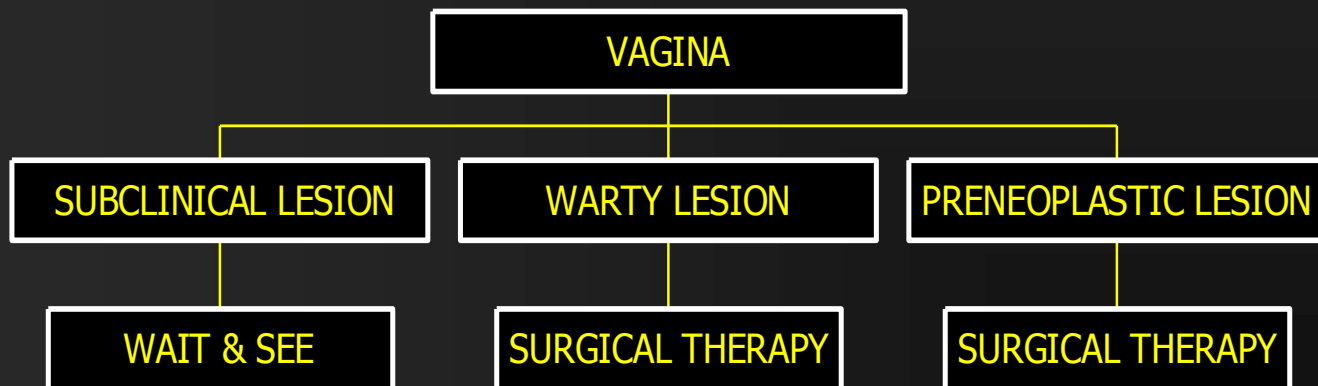 VAGINA
SUBCLINICAL LESION
WARTY LESION
PRENEOPLASTIC LESION
WAIT & SEE
SURGICAL THERAPY
SURGICAL THERAPY